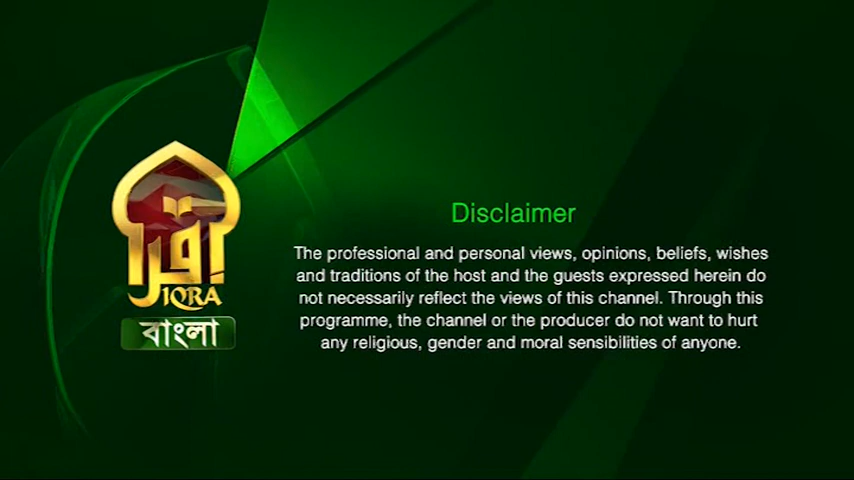 اقرأ
IQRA
বাংলা
Disclaimer
The professional and personal views, opinions, beliefs, wishes
and traditions of the host and the guests expressed herein do
not necessarily reflect the views of this channel. Through this
programme, the channel or the producer do not want to hurt
any religious, gender and moral sensibilities of anyone.